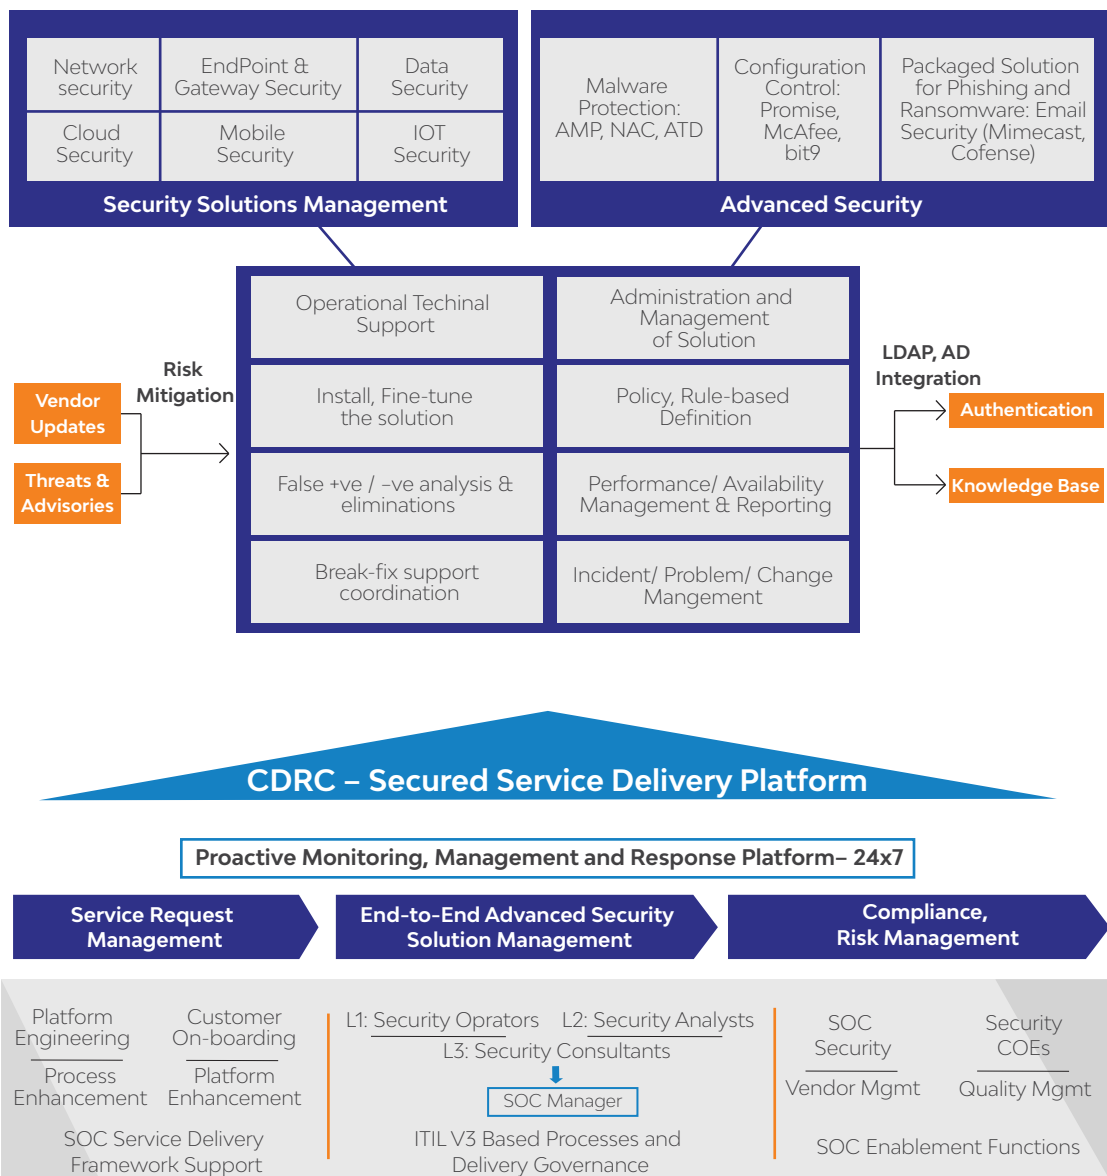 Network
security
EndPoint &
Gateway Security
Data
Security
Cloud
Security
Mobile
Security
IOT
Security
Security Solutions Management
Malware
Protection:
AMP, NAC, ATD
Configuration
Control:
Promise,
McAfee,
bit9
Packaged Solution
for Phishing and
Ransomware: Email
Security (Mimecast,
Cofense)
Advanced Security
Operational Techinal
Support
Administration and
Management
of Solution
Risk
Mitigation
Vendor
Updates
Threats &
Advisories
Install, Fine-tune
the solution
Policy, Rule-based
Definition
False +ve / –ve analysis &
eliminations
Performance/ Availability
Management & Reporting
Break-fix support
coordination
Incident/ Problem/ Change
Mangement
LDAP, AD
Integration
Authentication
Knowledge Base
CDRC – Secured Service Delivery Platform
Proactive Monitoring, Management and Response Platform– 24x7
Service Request
Management
End-to-End Advanced Security
Solution Management
Compliance,
Risk Management
Platform
Engineering
Customer
On-boarding
Process
Enhancement
Platform
Enhancement
SOC Service Delivery
Framework Support
L1: Security Oprators
L2: Security Analysts
L3: Security Consultants
SOC Manager
ITIL V3 Based Processes and
Delivery Governance
SOC
Security
Security
COEs
Vendor Mgmt
Quality Mgmt
SOC Enablement Functions